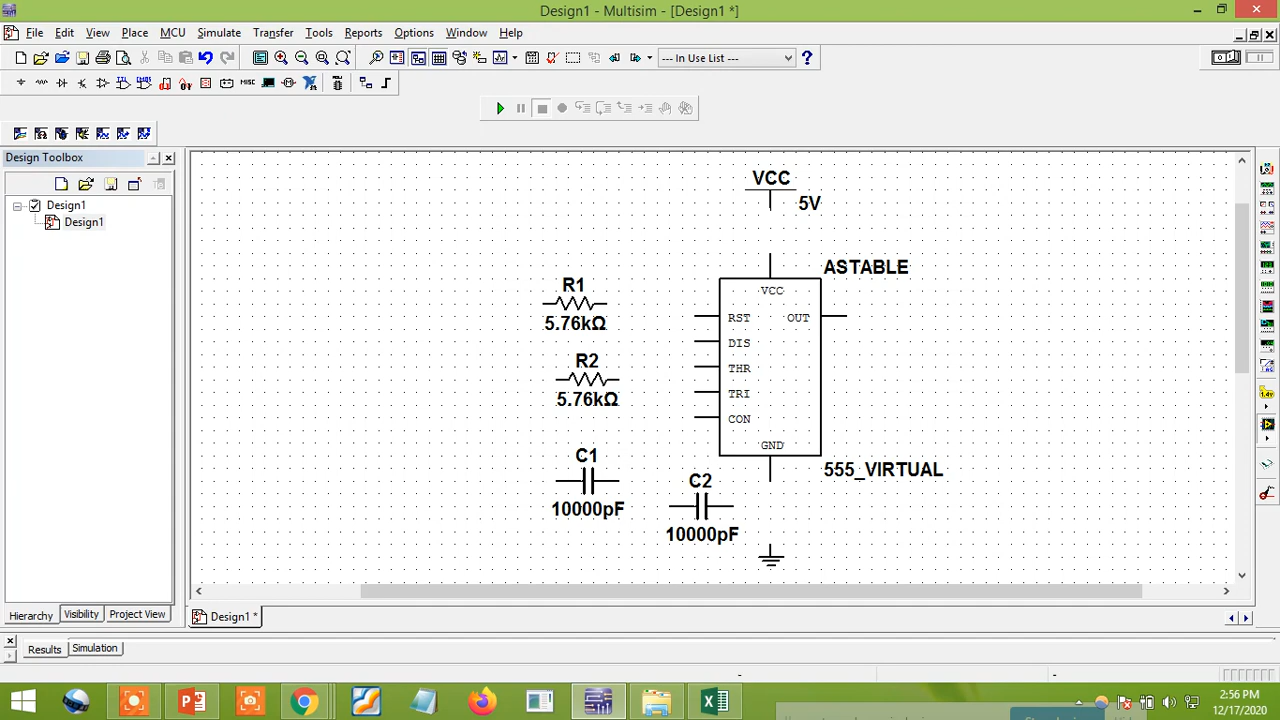 Design1 - Multisim - [Design1 *]
File Edit View Place MCU Simulate Transfer Tools Reports Options Window Help
--- In Use List ---
Design Toolbox
Design1
Design1
VCC
5V
ASTABLE
VCC
R1
5.76kΩ
RST OUT
DIS
R2
THR
5.76kΩ
TRI
CON
GND
C1
555_VIRTUAL
10000pF
C2
10000pF
Hierarchy Visibility Project View
Design1 *
Results Simulation
2:56 PM
12/17/2020